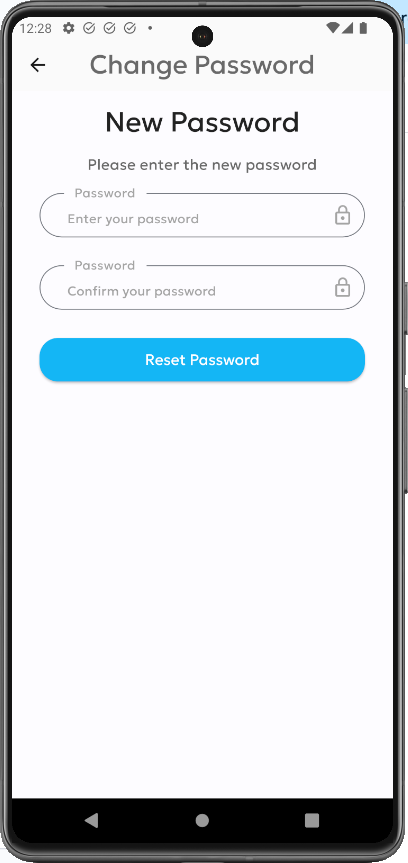 12:28
Change Password
New Password
Please enter the new password
Password
Enter your password
Password
Confirm your password
Reset Password
r